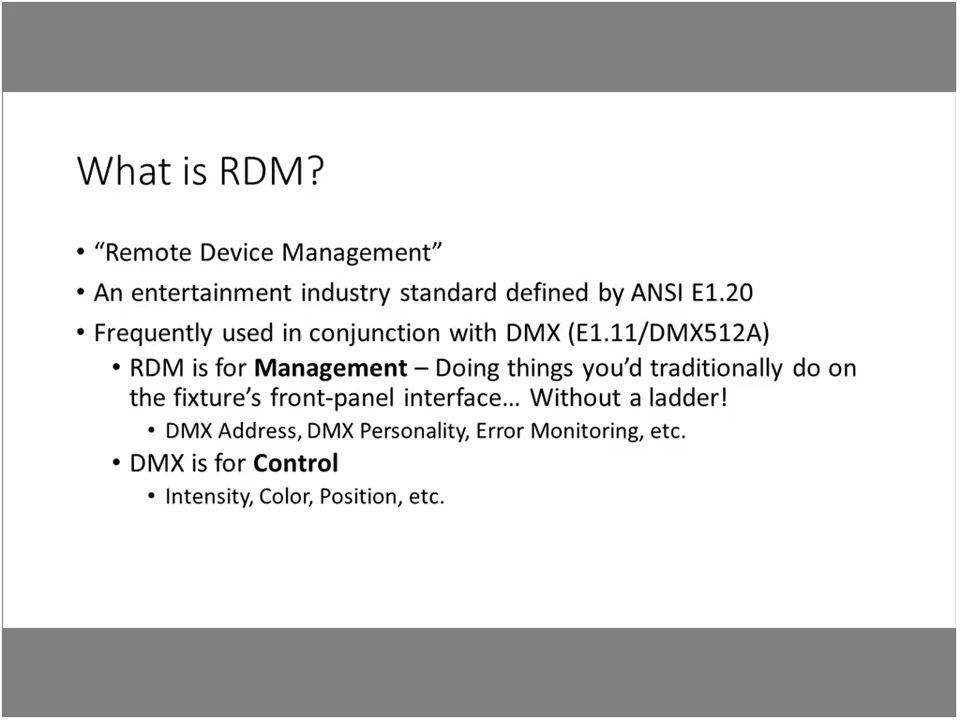 What is RDM?
• “Remote Device Management”
• An entertainment industry standard defined by ANSI E1.20
• Frequently used in conjunction with DMX (E1.11/DMX512A)
• RDM is for Management – Doing things you’d traditionally do on
the fixture’s front-panel interface… Without a ladder!
• DMX Address, DMX Personality, Error Monitoring, etc.
• DMX is for Control
• Intensity, Color, Position, etc.